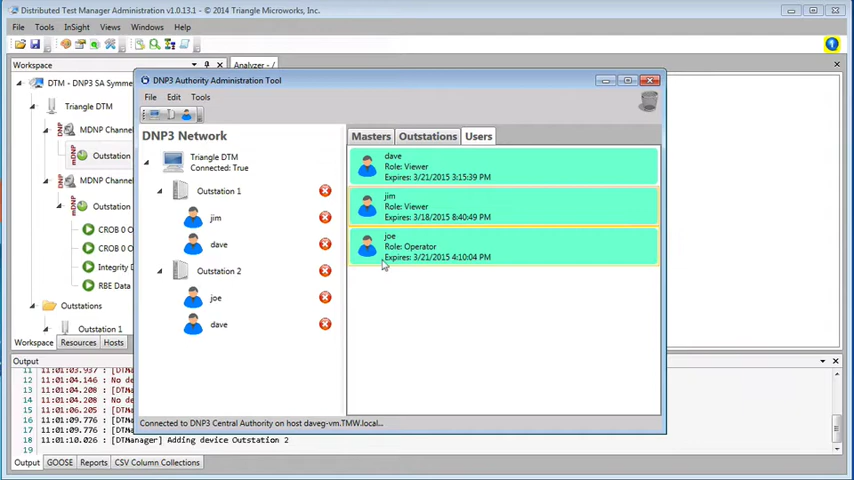 Distributed Test Manager Administration v1.0.13.1 - © 2014 Triangle Microworks, Inc.
File Tools InSight Views Windows Help
Workspace
Analyzer - /
DTM - DNP3 SA Symme
Triangle DTM
MDNP Channe
Outstation
MDNP Channe
Outstation
CROB 0 O
CROB 0 O
Integrity D
RBE Data
Outstations
Outstation 1
Workspace Resources Hosts
DNP3 Authority Administration Tool
File Edit Tools
DNP3 Network
Triangle DTM
Connected: True
Outstation 1
jim
dave
Outstation 2
joe
dave
Masters Outstations Users
dave
Role: Viewer
Expires: 3/21/2015 3:15:39 PM
jim
Role: Viewer
Expires: 3/18/2015 8:40:49 PM
joe
Role: Operator
Expires: 3/21/2015 4:10:04 PM
Connected to DNP3 Central Authority on host daveg-vm.TMW.local...
Output
11 11:01:03.937 : [DTMa
12 11:01:04.146 : No de
13 11:01:04.208 : [DTMa
14 11:01:04.208 : No de
15 11:01:06.205 : [DTMa
16 11:01:09.776 : [DTMa
17 11:01:09.776 : [DTMa
18 11:01:10.026 : [DTManager] Adding device Outstation 2
19
Output GOOSE Reports CSV Column Collections